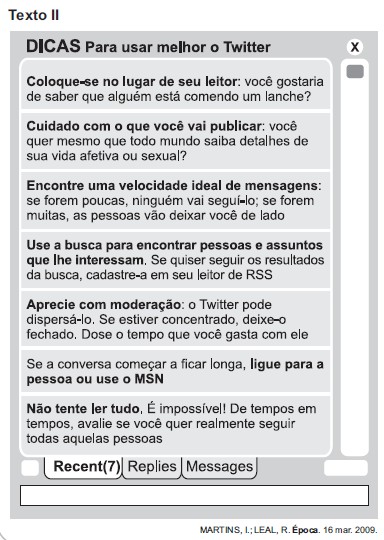 Texto II
DICAS Para usar melhor o Twitter
X
Coloque-se no lugar de seu leitor: você gostaria
de saber que alguém está comendo um lanche?
Cuidado com o que você vai publicar: você
quer mesmo que todo mundo saiba detalhes de
sua vida afetiva ou sexual?
Encontre uma velocidade ideal de mensagens:
se forem poucas, ninguém vai seguí-lo; se forem
muitas, as pessoas vão deixar você de lado
Use a busca para encontrar pessoas e assuntos
que lhe interessam. Se quiser seguir os resultados
da busca, cadastre-a em seu leitor de RSS
Aprecie com moderação: o Twitter pode
dispersá-lo. Se estiver concentrado, deixe-o
fechado. Dose o tempo que você gasta com ele
Se a conversa começar a ficar longa, ligue para a
pessoa ou use o MSN
Não tente ler tudo. É impossível! De tempos em
tempos, avalie se você quer realmente seguir
todas aquelas pessoas
Recent(7) Replies Messages
MARTINS, I.; LEAL, R. Época. 16 mar. 2009.